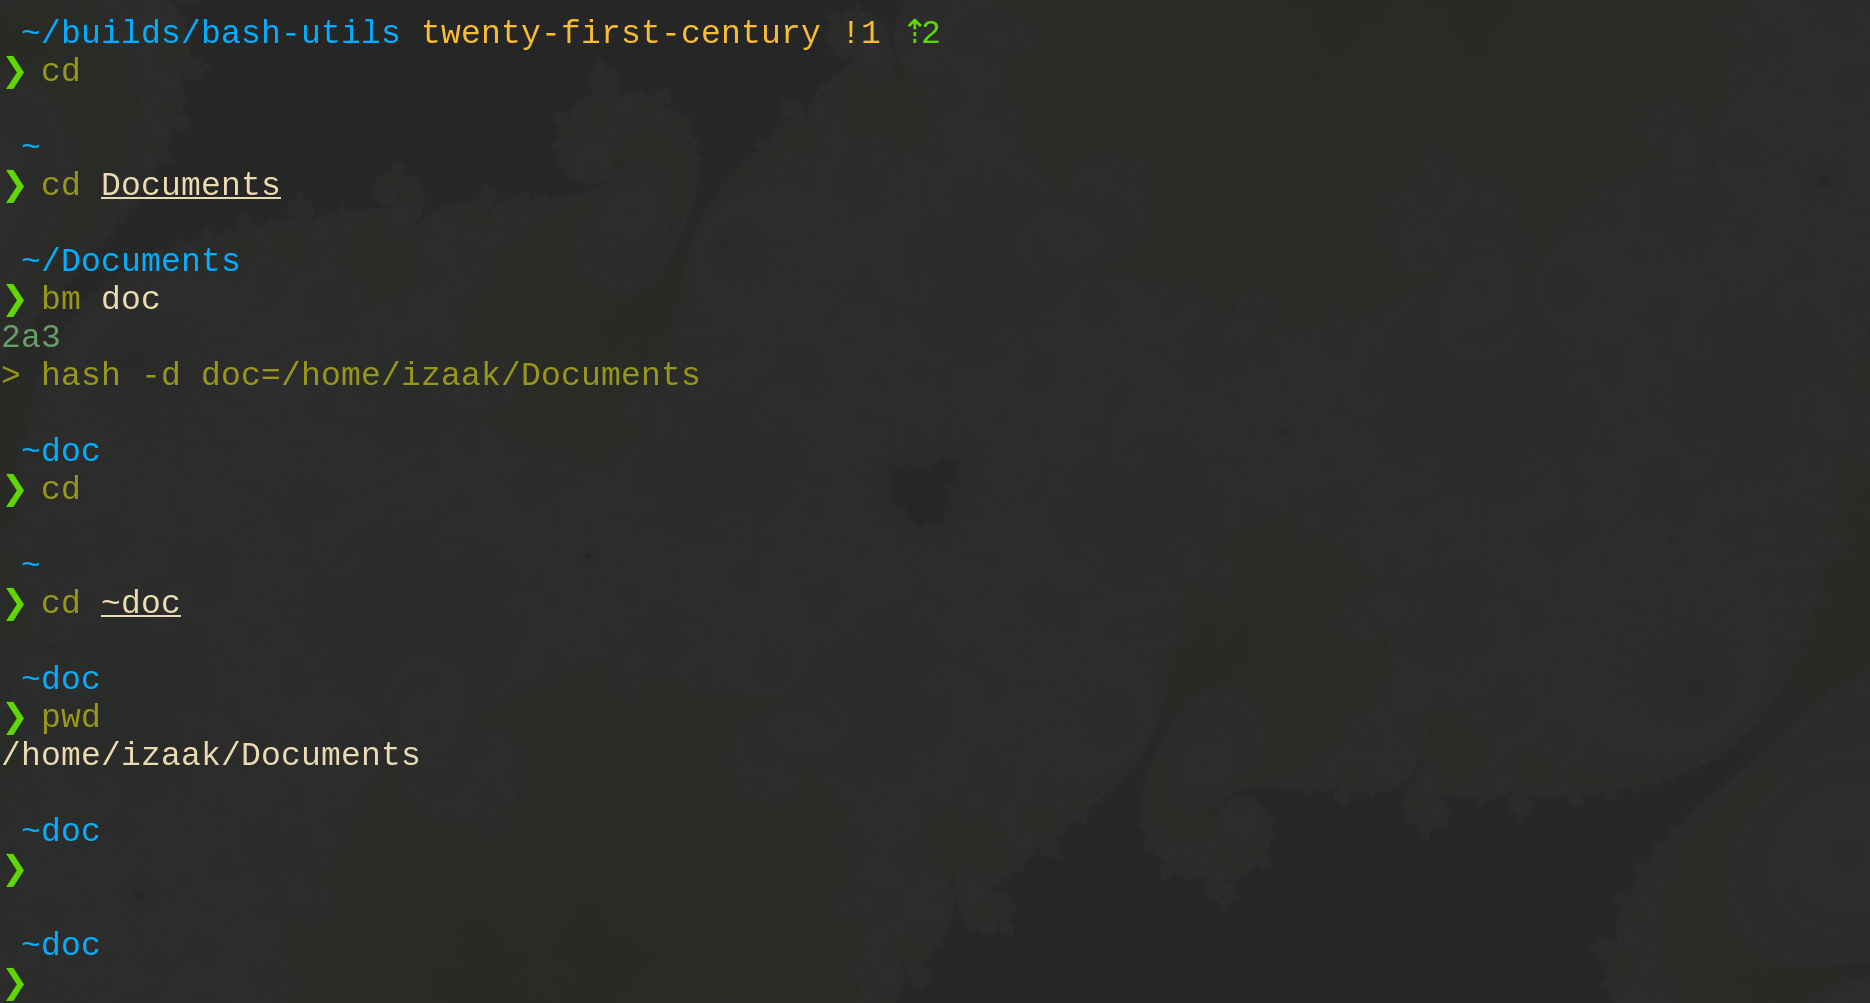 ~/builds/bash-utils twenty-first-century !1 ⇡2
❯ cd
~
❯ cd Documents
~/Documents
❯ bm doc
2a3
> hash -d doc=/home/izaak/Documents
~doc
❯ cd
~
❯ cd ~doc
~doc
❯ pwd
/home/izaak/Documents
~doc
❯
~doc
❯